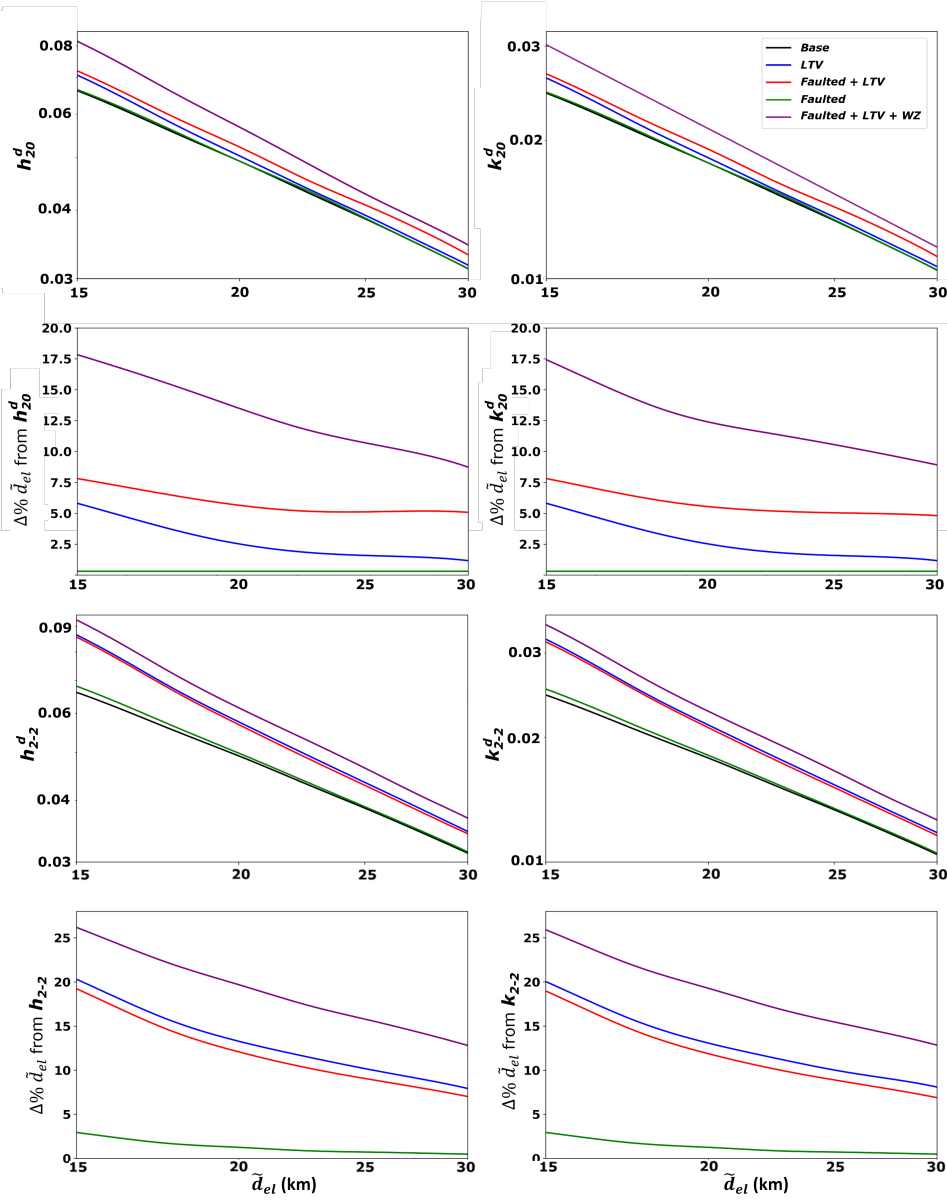 0.08
0.06
0.04
0.03
h^d_20
15 20 25 30
0.03
0.02
0.01
k^d_20
15 20 25 30
Base
LTV
Faulted + LTV
Faulted
Faulted + LTV + WZ
20.0
17.5
15.0
12.5
10.0
7.5
5.0
2.5
Δ% d̃_el from h^d_20
15 20 25 30
20.0
17.5
15.0
12.5
10.0
7.5
5.0
2.5
Δ% d̃_el from k^d_20
15 20 25 30
0.09
0.06
0.04
0.03
h^d_2-2
15 20 25 30
0.03
0.02
0.01
k^d_2-2
15 20 25 30
25
20
15
10
5
0
Δ% d̃_el from h_2-2
15 20 25 30
d̃_el (km)
25
20
15
10
5
0
Δ% d̃_el from k_2-2
15 20 25 30
d̃_el (km)